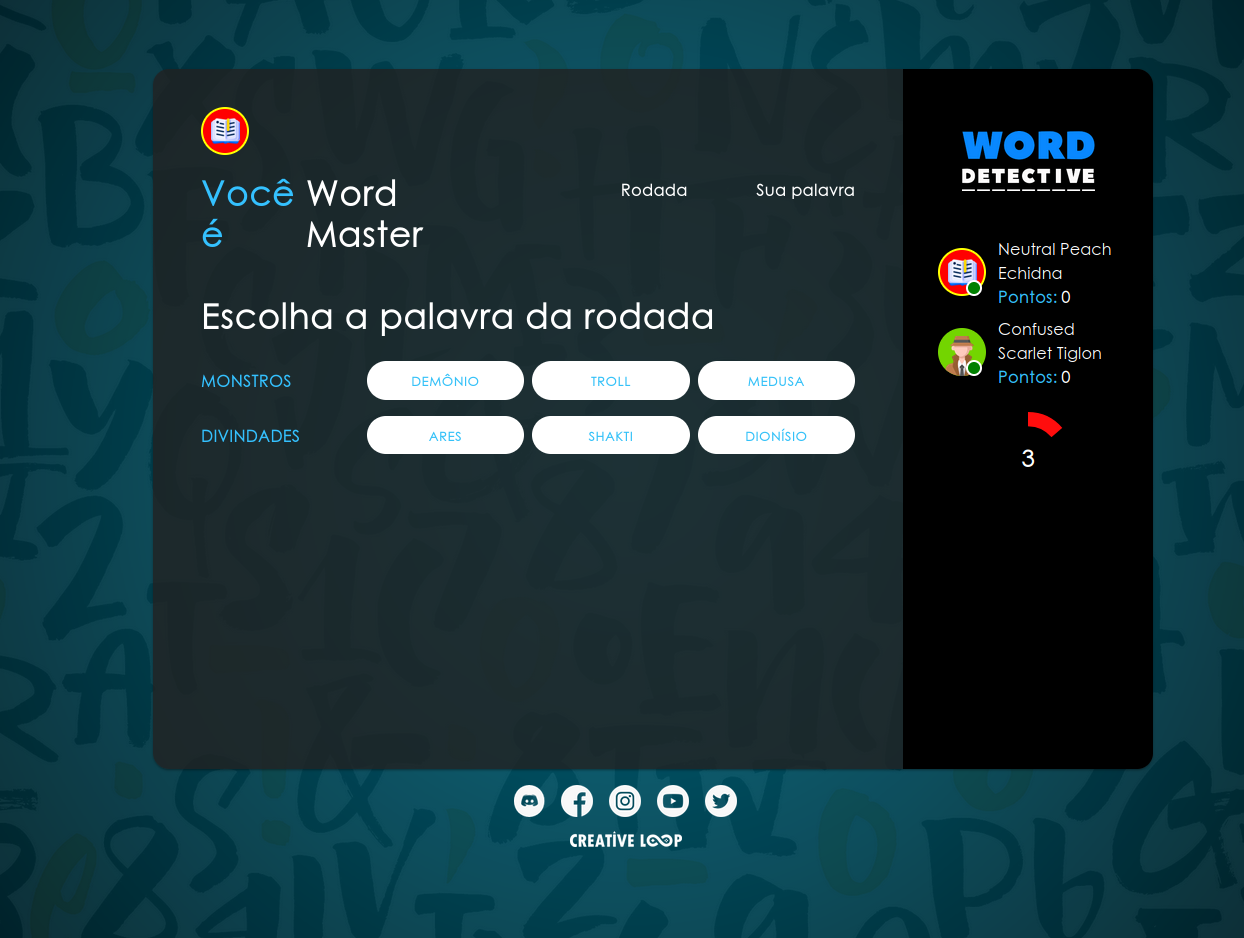 Você Word
é Master
Rodada
Sua palavra
Escolha a palavra da rodada
MONSTROS
DEMÔNIO
TROLL
MEDUSA
DIVINDADES
ARES
SHAKTI
DIONÍSIO
WORD
DETECTIVE
Neutral Peach
Echidna
Pontos: 0
Confused
Scarlet Tiglon
Pontos: 0
3
CREATIVE LOOP